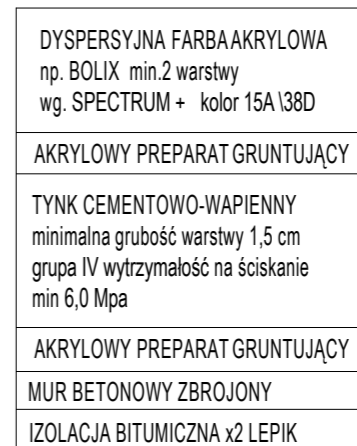 DYSPERSYJNA FARBA AKRYLOWA
np. BOLIX min.2 warstwy
wg. SPECTRUM + kolor 15A \38D
AKRYLOWY PREPARAT GRUNTUJĄCY
TYNK CEMENTOWO-WAPIENNY
minimalna grubość warstwy 1,5 cm
grupa IV wytrzymałość na ściskanie
min 6,0 Mpa
AKRYLOWY PREPARAT GRUNTUJĄCY
MUR BETONOWY ZBROJONY
IZOLACJA BITUMICZNA x2 LEPIK